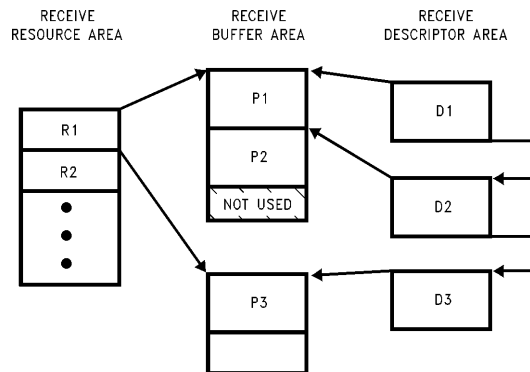 RECEIVE
RESOURCE AREA
RECEIVE
BUFFER AREA
RECEIVE
DESCRIPTOR AREA
R1
R2
P1
P2
NOT USED
P3
D1
D2
D3